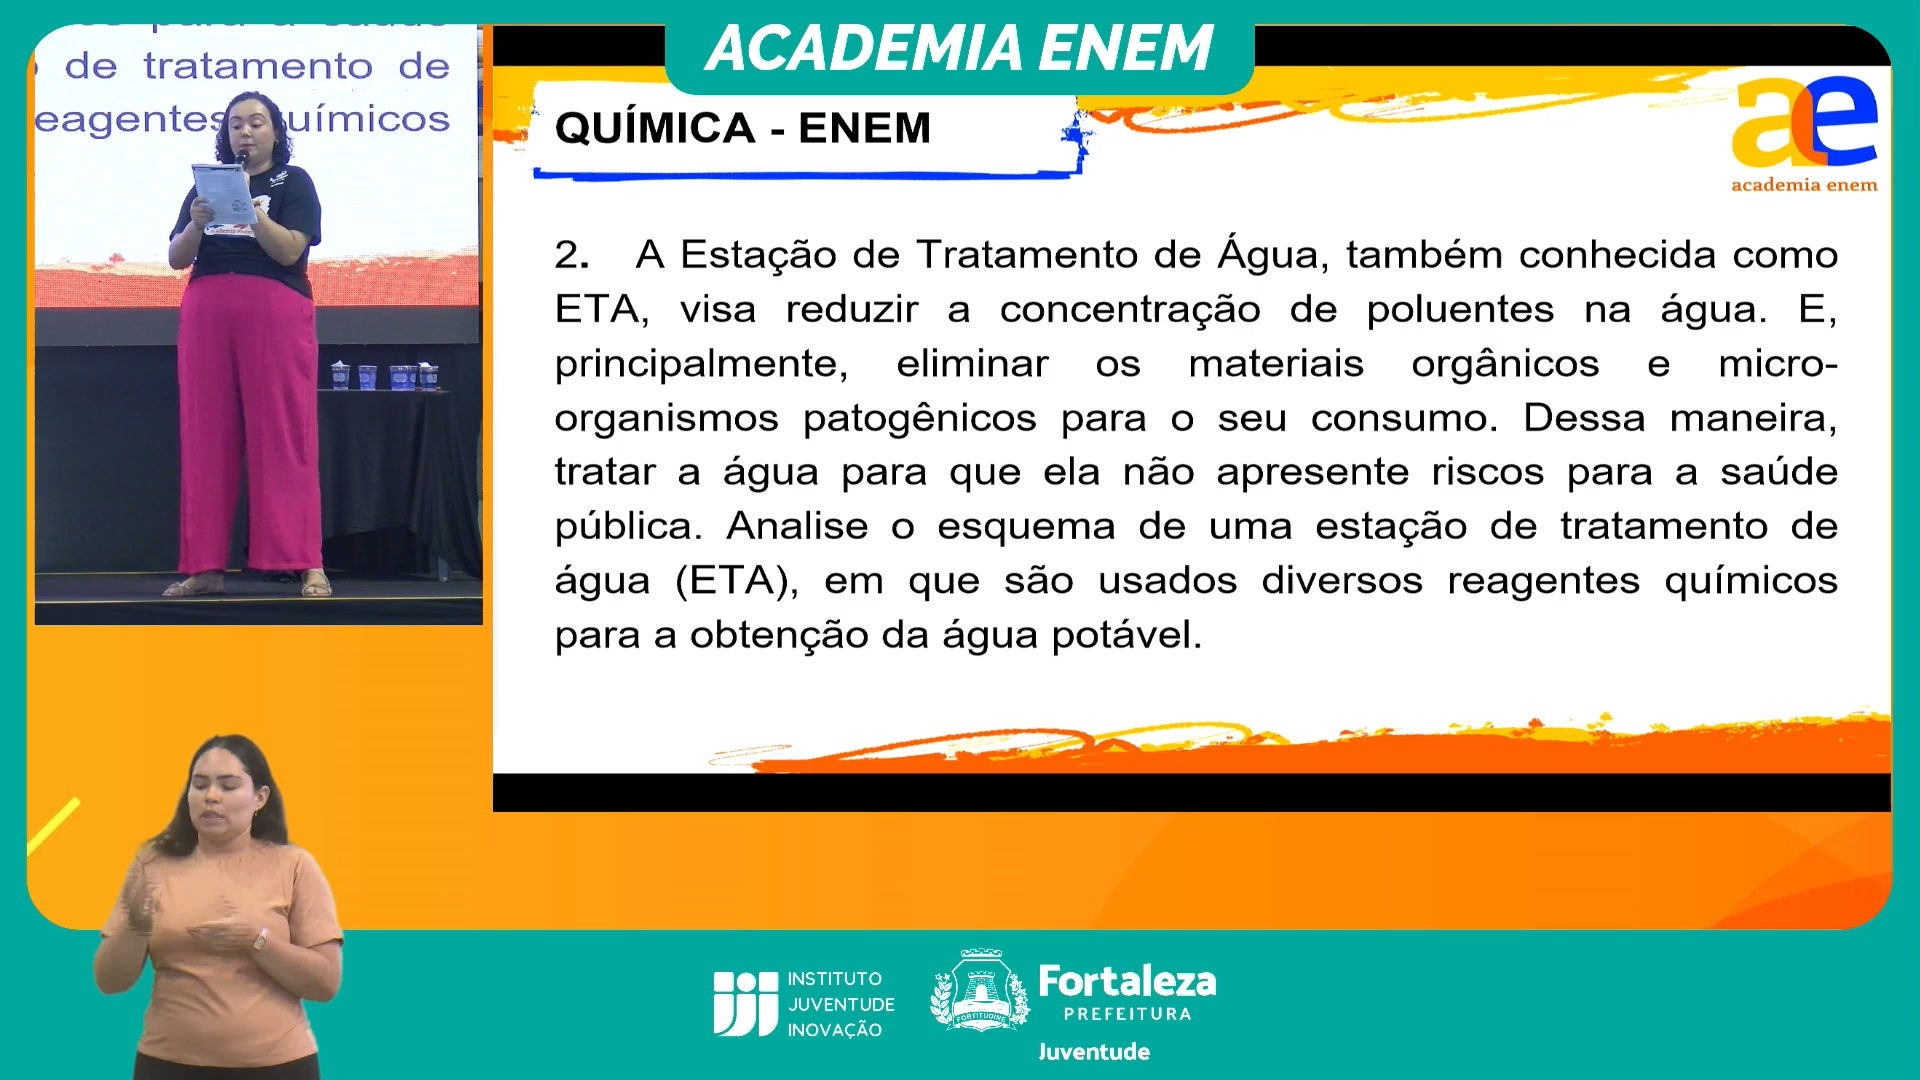 ACADEMIA ENEM
de tratamento de
QUÍMICA - ENEM
ae
academia enem
2. A Estação de Tratamento de Água, também conhecida como
ETA, visa reduzir a concentração de poluentes na água. E,
principalmente, eliminar os materiais orgânicos e micro-
organismos patogênicos para o seu consumo. Dessa maneira,
tratar a água para que ela não apresente riscos para a saúde
pública. Analise o esquema de uma estação de tratamento de
água (ETA), em que são usados diversos reagentes químicos
para a obtenção da água potável.
INSTITUTO
JUVENTUDE
INOVAÇÃO
FORTITUDINE
Fortaleza
PREFEITURA
Juventude